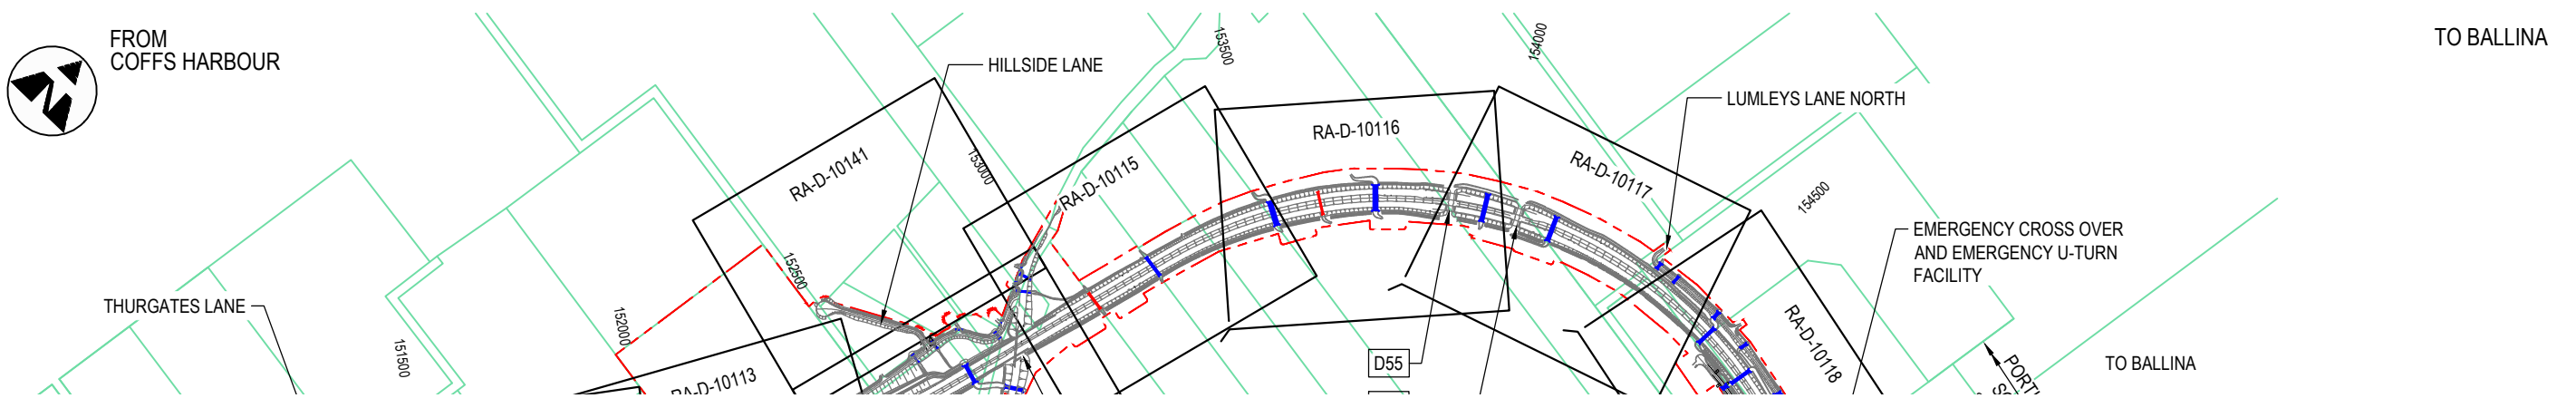 FROM
COFFS HARBOUR
TO BALLINA
HILLSIDE LANE
153500
154000
LUMLEYS LANE NORTH
RA-D-10116
RA-D-10141
153000
RA-D-10115
RA-D-10117
154500
EMERGENCY CROSS OVER
AND EMERGENCY U-TURN
FACILITY
152500
THURGATES LANE
152000
151500
RA-D-10118
D55
TO BALLINA
RA-D-10113